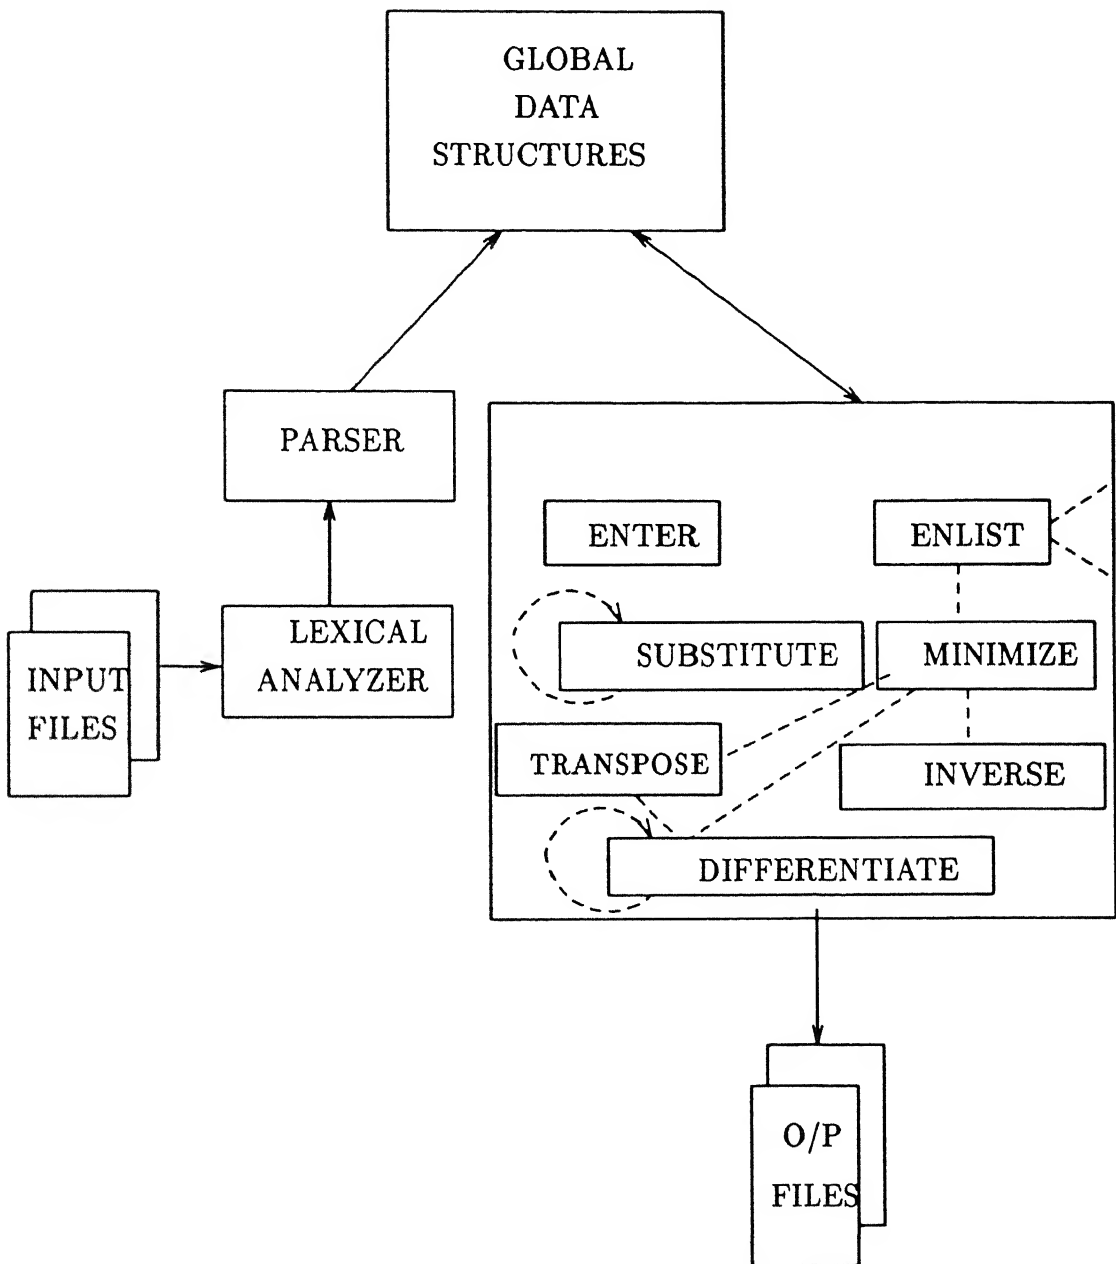 GLOBAL
DATA
STRUCTURES
PARSER
ENTER
ENLIST
LEXICAL
ANALYZER
SUBSTITUTE
MINIMIZE
INPUT
FILES
TRANSPOSE
INVERSE
DIFFERENTIATE
O/P
FILES